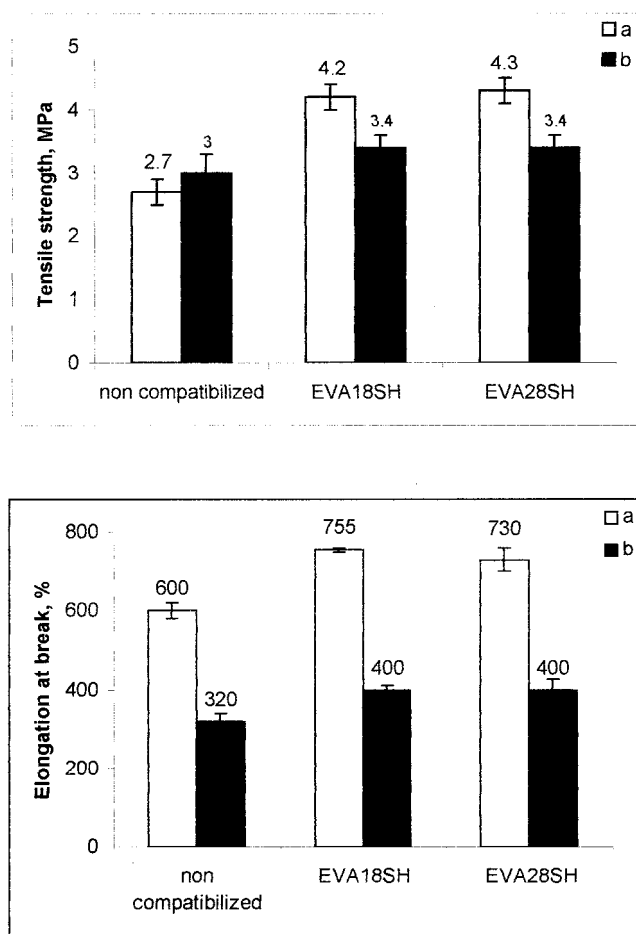 a
b
Tensile strength, MPa
5
4
3
2
1
0
2.7
3
4.2
3.4
4.3
3.4
non compatibilized
EVA18SH
EVA28SH
a
b
Elongation at break, %
800
600
400
200
0
600
320
755
400
730
400
non
compatibilized
EVA18SH
EVA28SH